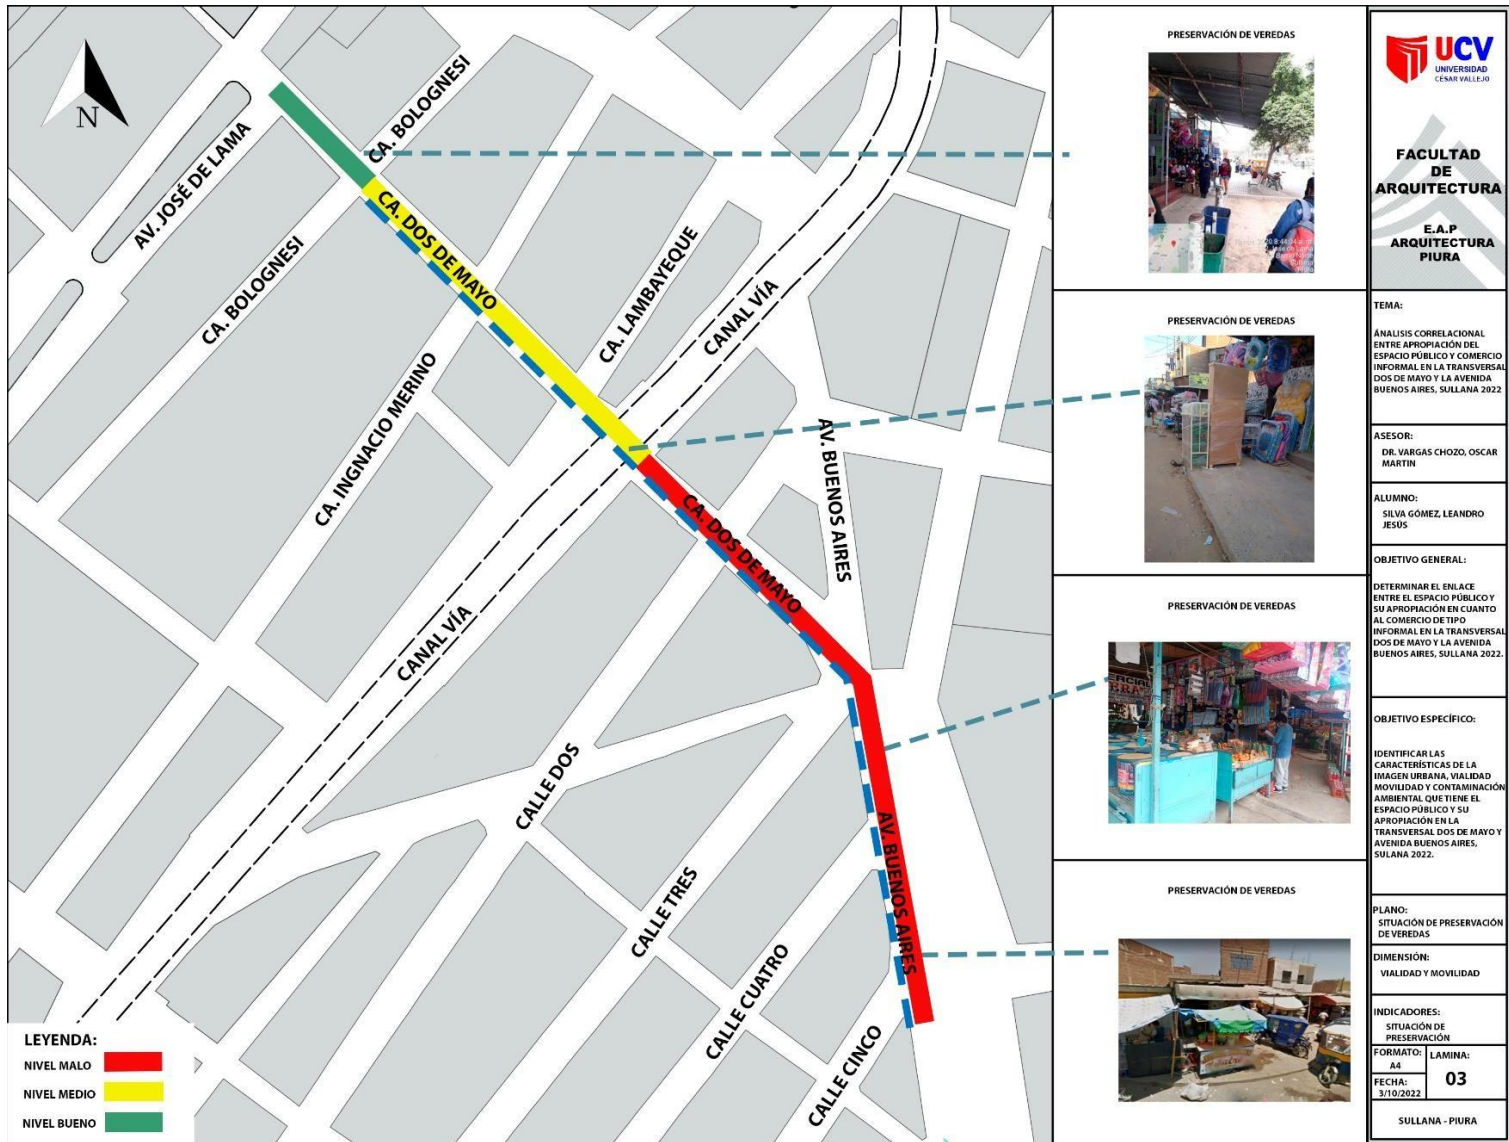 N
AV. JOSÉ DE LAMA
CA. BOLOGNESI
CA. BOLOGNESI
CA. DOS DE MAYO
CA. LAMBAYEQUE
CANAL VÍA
CA. INGNACIO MERINO
AV. BUENOS AIRES
CA. DOS DE MAYO
CANAL VÍA
CALLE DOS
AV. BUENOS AIRES
CALLE TRES
CALLE CUATRO
CALLE CINCO
LEYENDA:
NIVEL MALO
NIVEL MEDIO
NIVEL BUENO
PRESERVACIÓN DE VEREDAS
PRESERVACIÓN DE VEREDAS
PRESERVACIÓN DE VEREDAS
PRESERVACIÓN DE VEREDAS
UCV
UNIVERSIDAD
CÉSAR VALLEJO
FACULTAD
DE
ARQUITECTURA
E.A.P
ARQUITECTURA
PIURA
TEMA:
ÁNALISIS CORRELACIONAL
ENTRE APROPIACIÓN DEL
ESPACIO PÚBLICO Y COMERCIO
INFORMAL EN LA TRANSVERSAL
DOS DE MAYO Y LA AVENIDA
BUENOS AIRES, SULLANA 2022
ASESOR:
DR. VARGAS CHOZO, OSCAR
MARTIN
ALUMNO:
SILVA GÓMEZ, LEANDRO
JESÚS
OBJETIVO GENERAL:
DETERMINAR EL ENLACE
ENTRE EL ESPACIO PÚBLICO Y
SU APROPIACIÓN EN CUANTO
AL COMERCIO DE TIPO
INFORMAL EN LA TRANSVERSAL
DOS DE MAYO Y LA AVENIDA
BUENOS AIRES, SULLANA 2022.
OBJETIVO ESPECÍFICO:
IDENTIFICAR LAS
CARACTERÍSTICAS DE LA
IMAGEN URBANA, VIALIDAD
MOVILIDAD Y CONTAMINACIÓN
AMBIENTAL QUE TIENE EL
ESPACIO PÚBLICO Y SU
APROPIACIÓN EN LA
TRANSVERSAL DOS DE MAYO Y
AVENIDA BUENOS AIRES,
SULANA 2022.
PLANO:
SITUACIÓN DE PRESERVACIÓN
DE VEREDAS
DIMENSIÓN:
VIALIDAD Y MOVILIDAD
INDICADORES:
SITUACIÓN DE
PRESERVACIÓN
FORMATO:
A4
LAMINA:
03
FECHA:
3/10/2022
SULLANA - PIURA